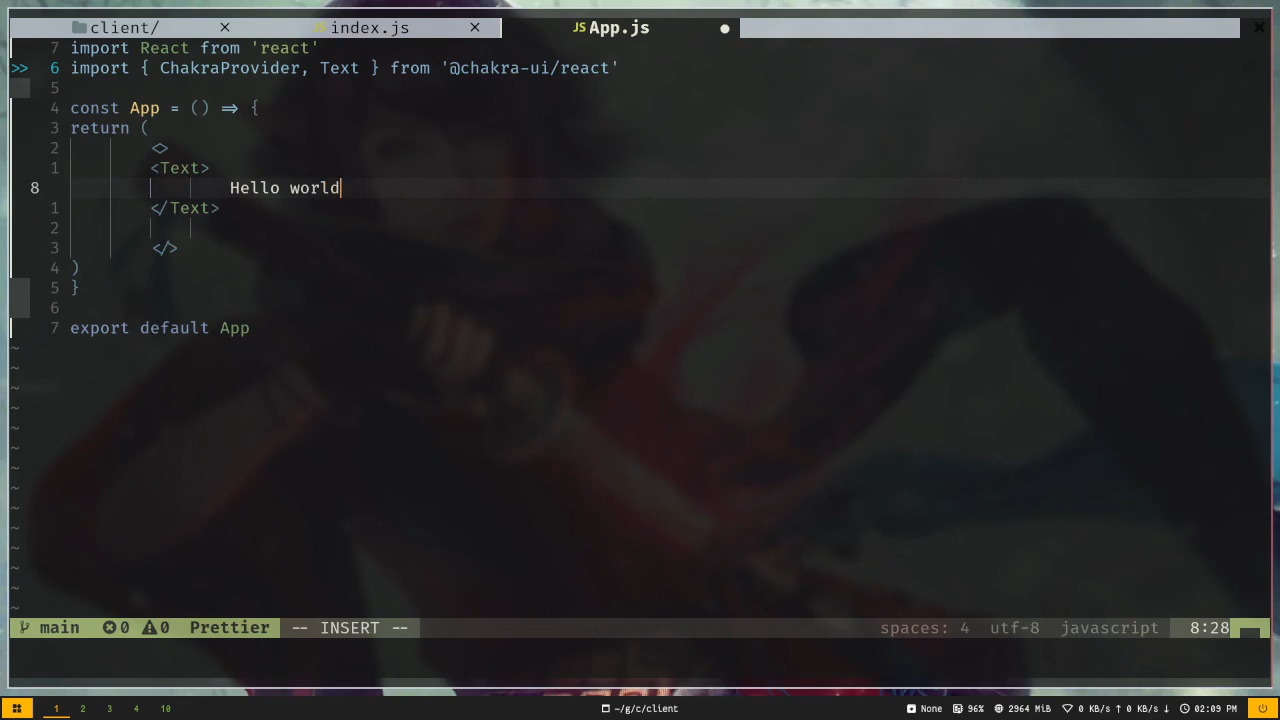 client/ × JS index.js × JS App.js ● ×
7 import React from 'react'
>> 6 import { ChakraProvider, Text } from '@chakra-ui/react'
5
4 const App = () => {
3 return (
2 <>
1 <Text>
8 Hello world
1 </Text>
2
3 </>
4 )
5 }
6
7 export default App
~
~
~
~
~
~
~
~
~
~
~
~
~
~
main 0 0 Prettier -- INSERT -- spaces: 4 utf-8 javascript 8:28
1 2 3 4 10 ~/g/c/client None 96% 2964 MiB 0 KB/s ↑ 0 KB/s ↓ 02:09 PM